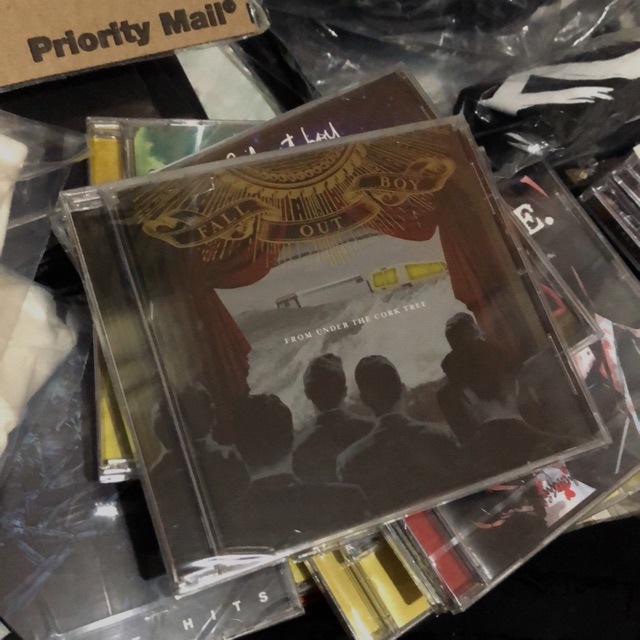 Priority Mail®
FALL
OUT
BOY
FROM UNDER THE CORK TREE
E.
HITS